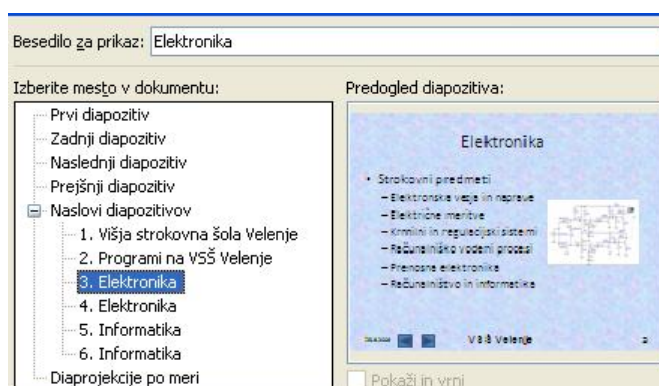 Besedilo za prikaz: Elektronika
Izberite mesto v dokumentu:
Prvi diapozitiv
Zadnji diapozitiv
Naslednji diapozitiv
Prejšnji diapozitiv
Naslovi diapozitivov
1. Višja strokovna šola Velenje
2. Programi na VSŠ Velenje
3. Elektronika
4. Elektronika
5. Informatika
6. Informatika
Diaprojekcije po meri
Predogled diapozitiva:
Elektronika
• Strokovni predmeti
– Elektronska vezja in naprave
– Električne meritve
– Krmilni in regulacijski sistemi
– Računalniško vodeni procesi
– Prenosna elektronika
– Računalništvo in informatika
VSŠ Velenje
Pokaži in vrni